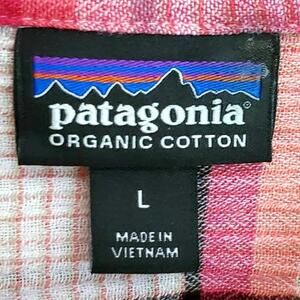 patagonia
ORGANIC COTTON
L
MADE IN
VIETNAM